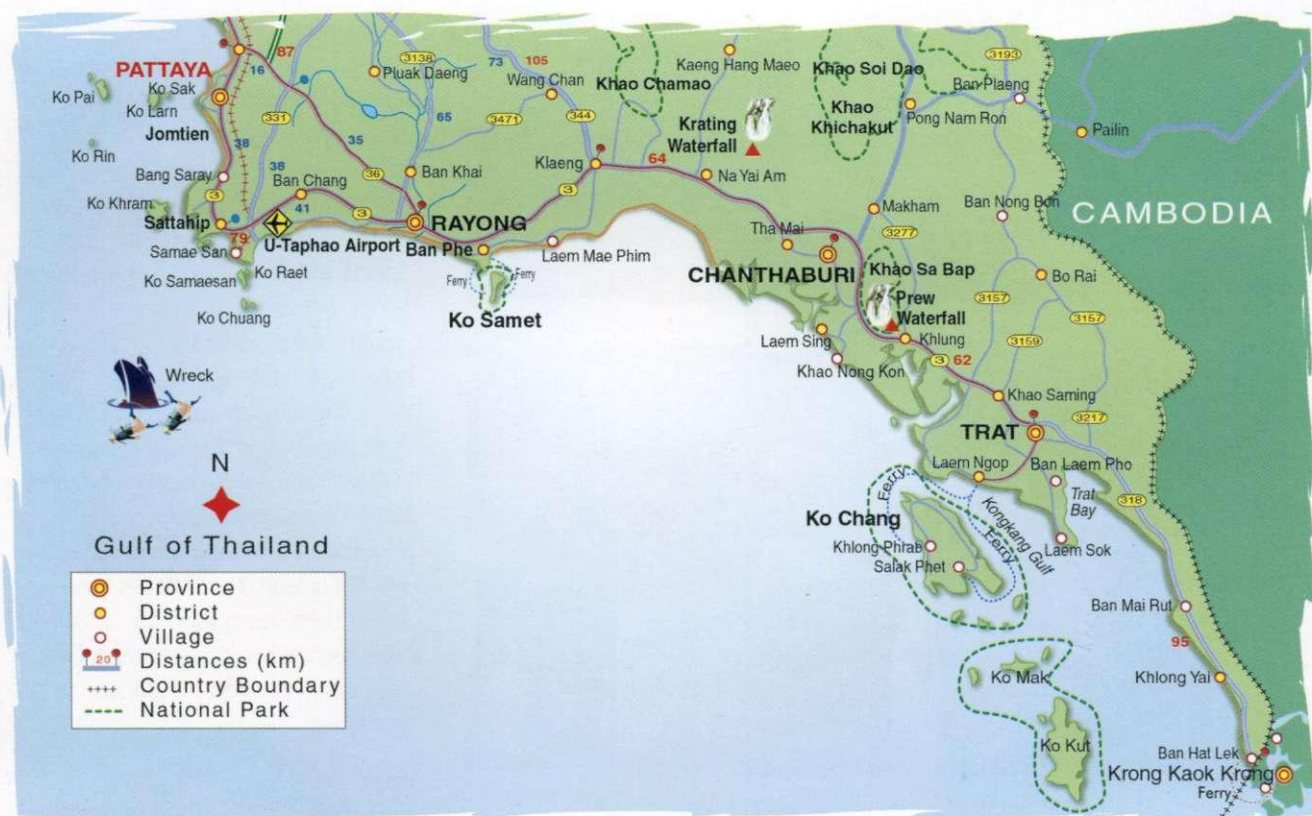 87
PATTAYA
16
3138
73
105
3193
Ko Pai
Ko Sak
Ko Larn
Pluak Daeng
Wang Chan
Khao Chamao
Kaeng Hang Maeo
Khao Soi Dao
Ban Plaeng
Jomtien
331
65
3471
344
Krating
Waterfall
Khao
Khichakut
Pong Nam Ron
Pailin
Ko Rin
38
35
38
Klaeng
64
Bang Saray
Ban Chang
36
Ban Khai
Na Yai Am
3
Ko Khram
3
41
3
Makham
Ban Nong Bon
CAMBODIA
Sattahip
RAYONG
3277
79
U-Taphao Airport
Ban Phe
Tha Mai
Samae San
Ko Raet
Laem Mae Phim
CHANTHABURI
Khao Sa Bap
Bo Rai
Ko Samaesan
Ferry
Ferry
Prew
Waterfall
3157
3157
Ko Chuang
Ko Samet
Laem Sing
Khlung
3159
Khao Nong Kon
3
62
Wreck
Khao Saming
TRAT
3217
N
Laem Ngop
Ban Laem Pho
Ferry
Trat
Bay
318
Ko Chang
Kongkang Gulf
Gulf of Thailand
Khlong Phrab
Ferry
Laem Sok
Salak Phet
Province
District
Village
20
Distances (km)
Country Boundary
National Park
Ban Mai Rut
95
Ko Mak
Khlong Yai
Ko Kut
Ban Hat Lek
Krong Kaok Krong
Ferry